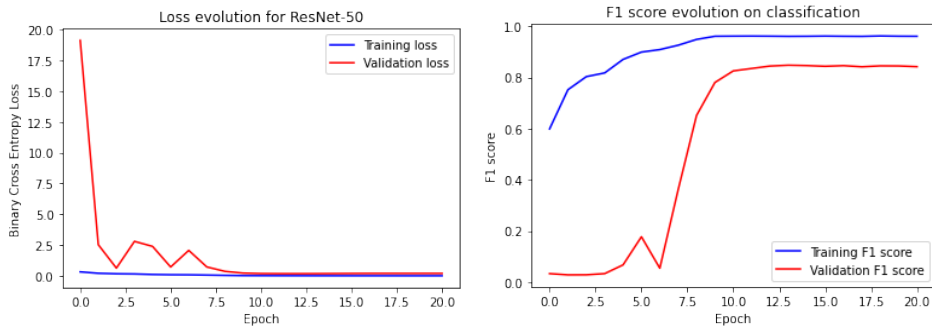 Loss evolution for ResNet-50
Training loss
Validation loss
Binary Cross Entropy Loss
20.0
17.5
15.0
12.5
10.0
7.5
5.0
2.5
0.0
0.0 2.5 5.0 7.5 10.0 12.5 15.0 17.5 20.0
Epoch
F1 score evolution on classification
F1 score
1.0
0.8
0.6
0.4
0.2
0.0
Training F1 score
Validation F1 score
0.0 2.5 5.0 7.5 10.0 12.5 15.0 17.5 20.0
Epoch